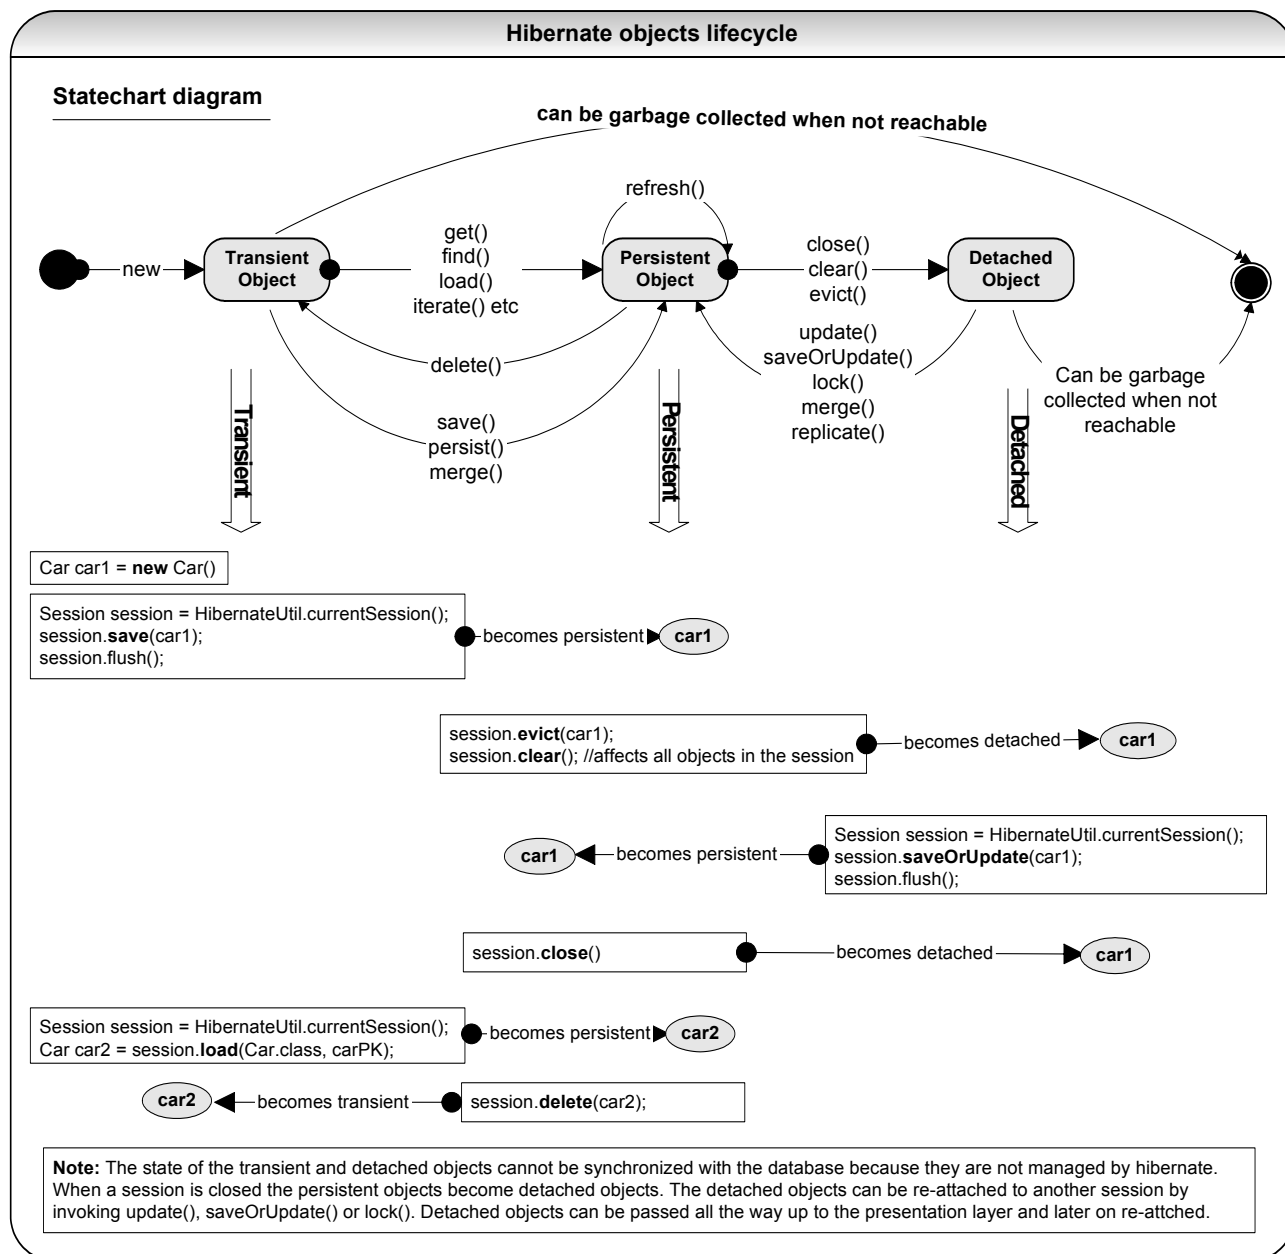 Hibernate objects lifecycle
Statechart diagram
can be garbage collected when not reachable
refresh()
new
Transient
Object
get()
find()
load()
iterate() etc
Persistent
Object
close()
clear()
evict()
Detached
Object
delete()
save()
persist()
merge()
update()
saveOrUpdate()
lock()
merge()
replicate()
Can be garbage
collected when not
reachable
Transient
Persistent
Detached
Car car1 = new Car()
Session session = HibernateUtil.currentSession();
session.save(car1);
session.flush();
becomes persistent
car1
session.evict(car1);
session.clear(); //affects all objects in the session
becomes detached
car1
car1
becomes persistent
Session session = HibernateUtil.currentSession();
session.saveOrUpdate(car1);
session.flush();
session.close()
becomes detached
car1
Session session = HibernateUtil.currentSession();
Car car2 = session.load(Car.class, carPK);
becomes persistent
car2
car2
becomes transient
session.delete(car2);
Note: The state of the transient and detached objects cannot be synchronized with the database because they are not managed by hibernate.
When a session is closed the persistent objects become detached objects. The detached objects can be re-attached to another session by
invoking update(), saveOrUpdate() or lock(). Detached objects can be passed all the way up to the presentation layer and later on re-attched.